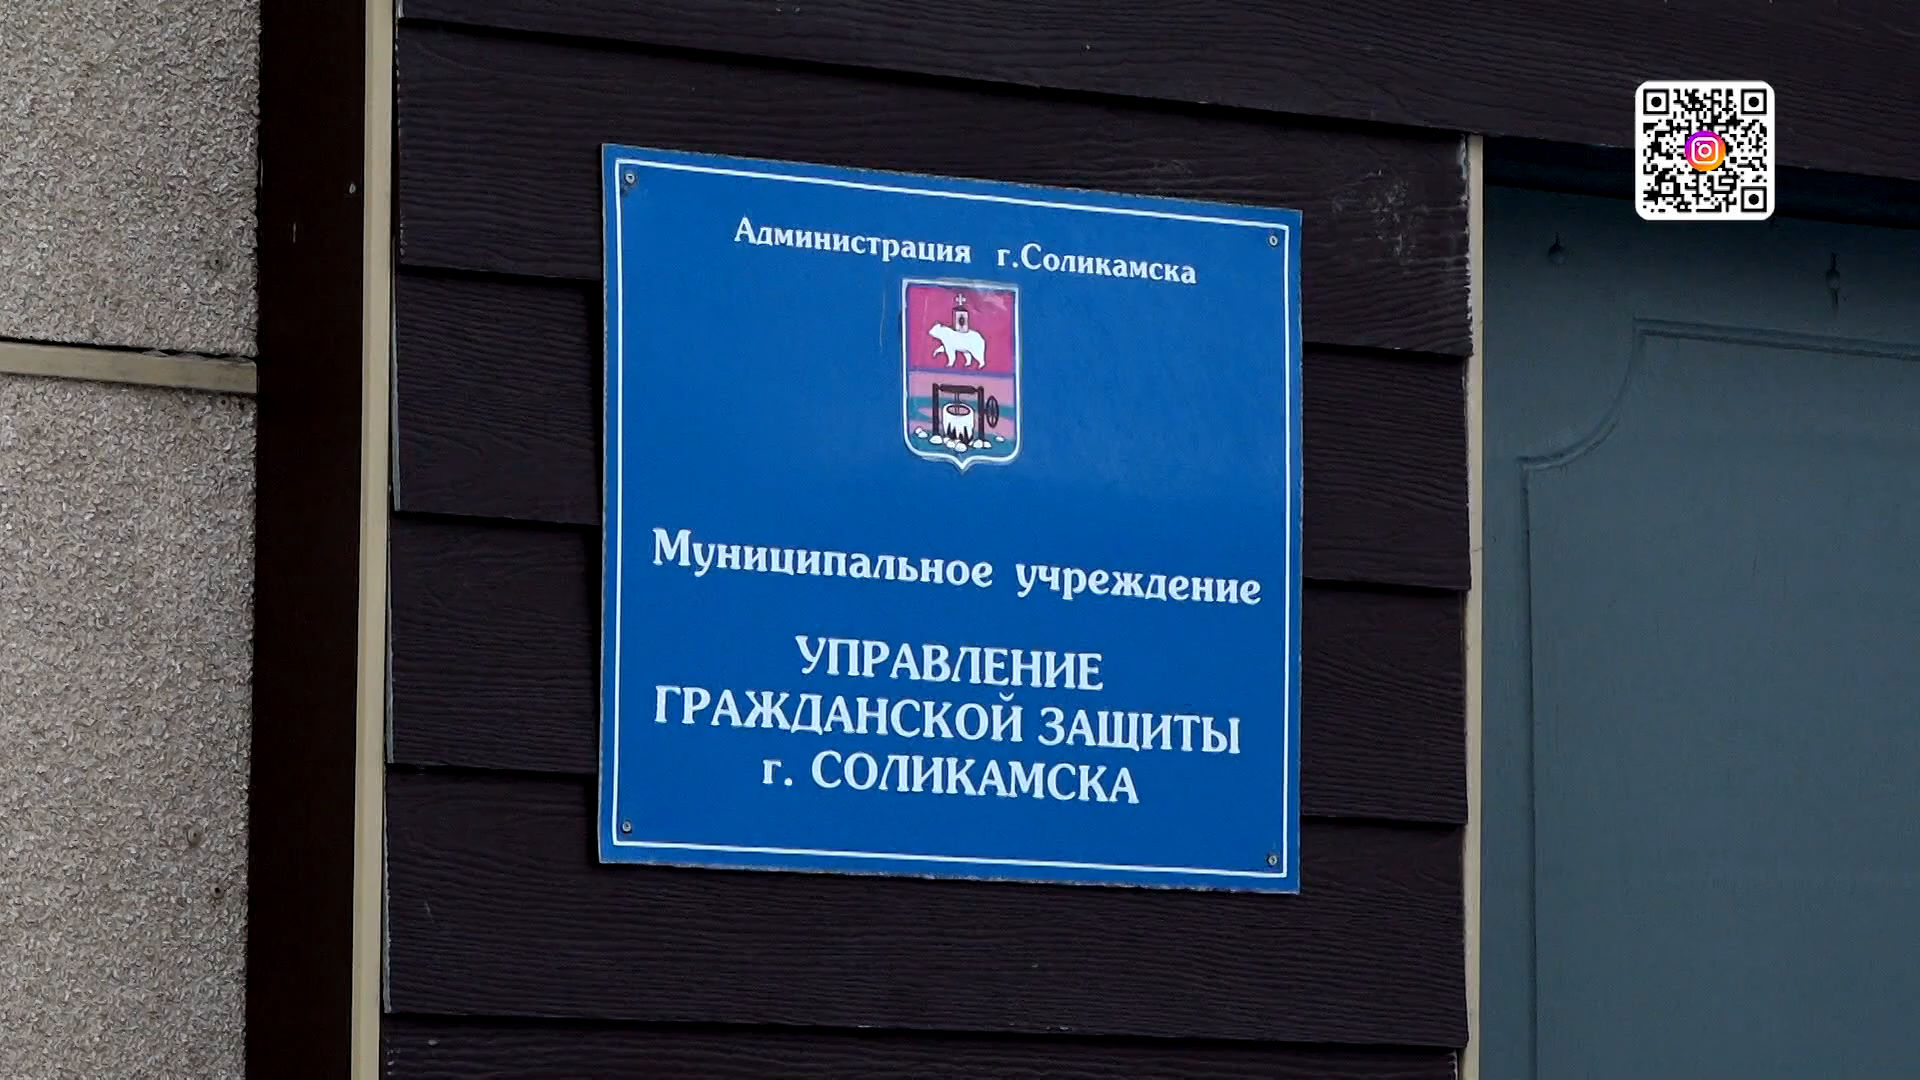 Администрация г.Соликамска
Муниципальное учреждение
УПРАВЛЕНИЕ
ГРАЖДАНСКОЙ ЗАЩИТЫ
г. СОЛИКАМСКА